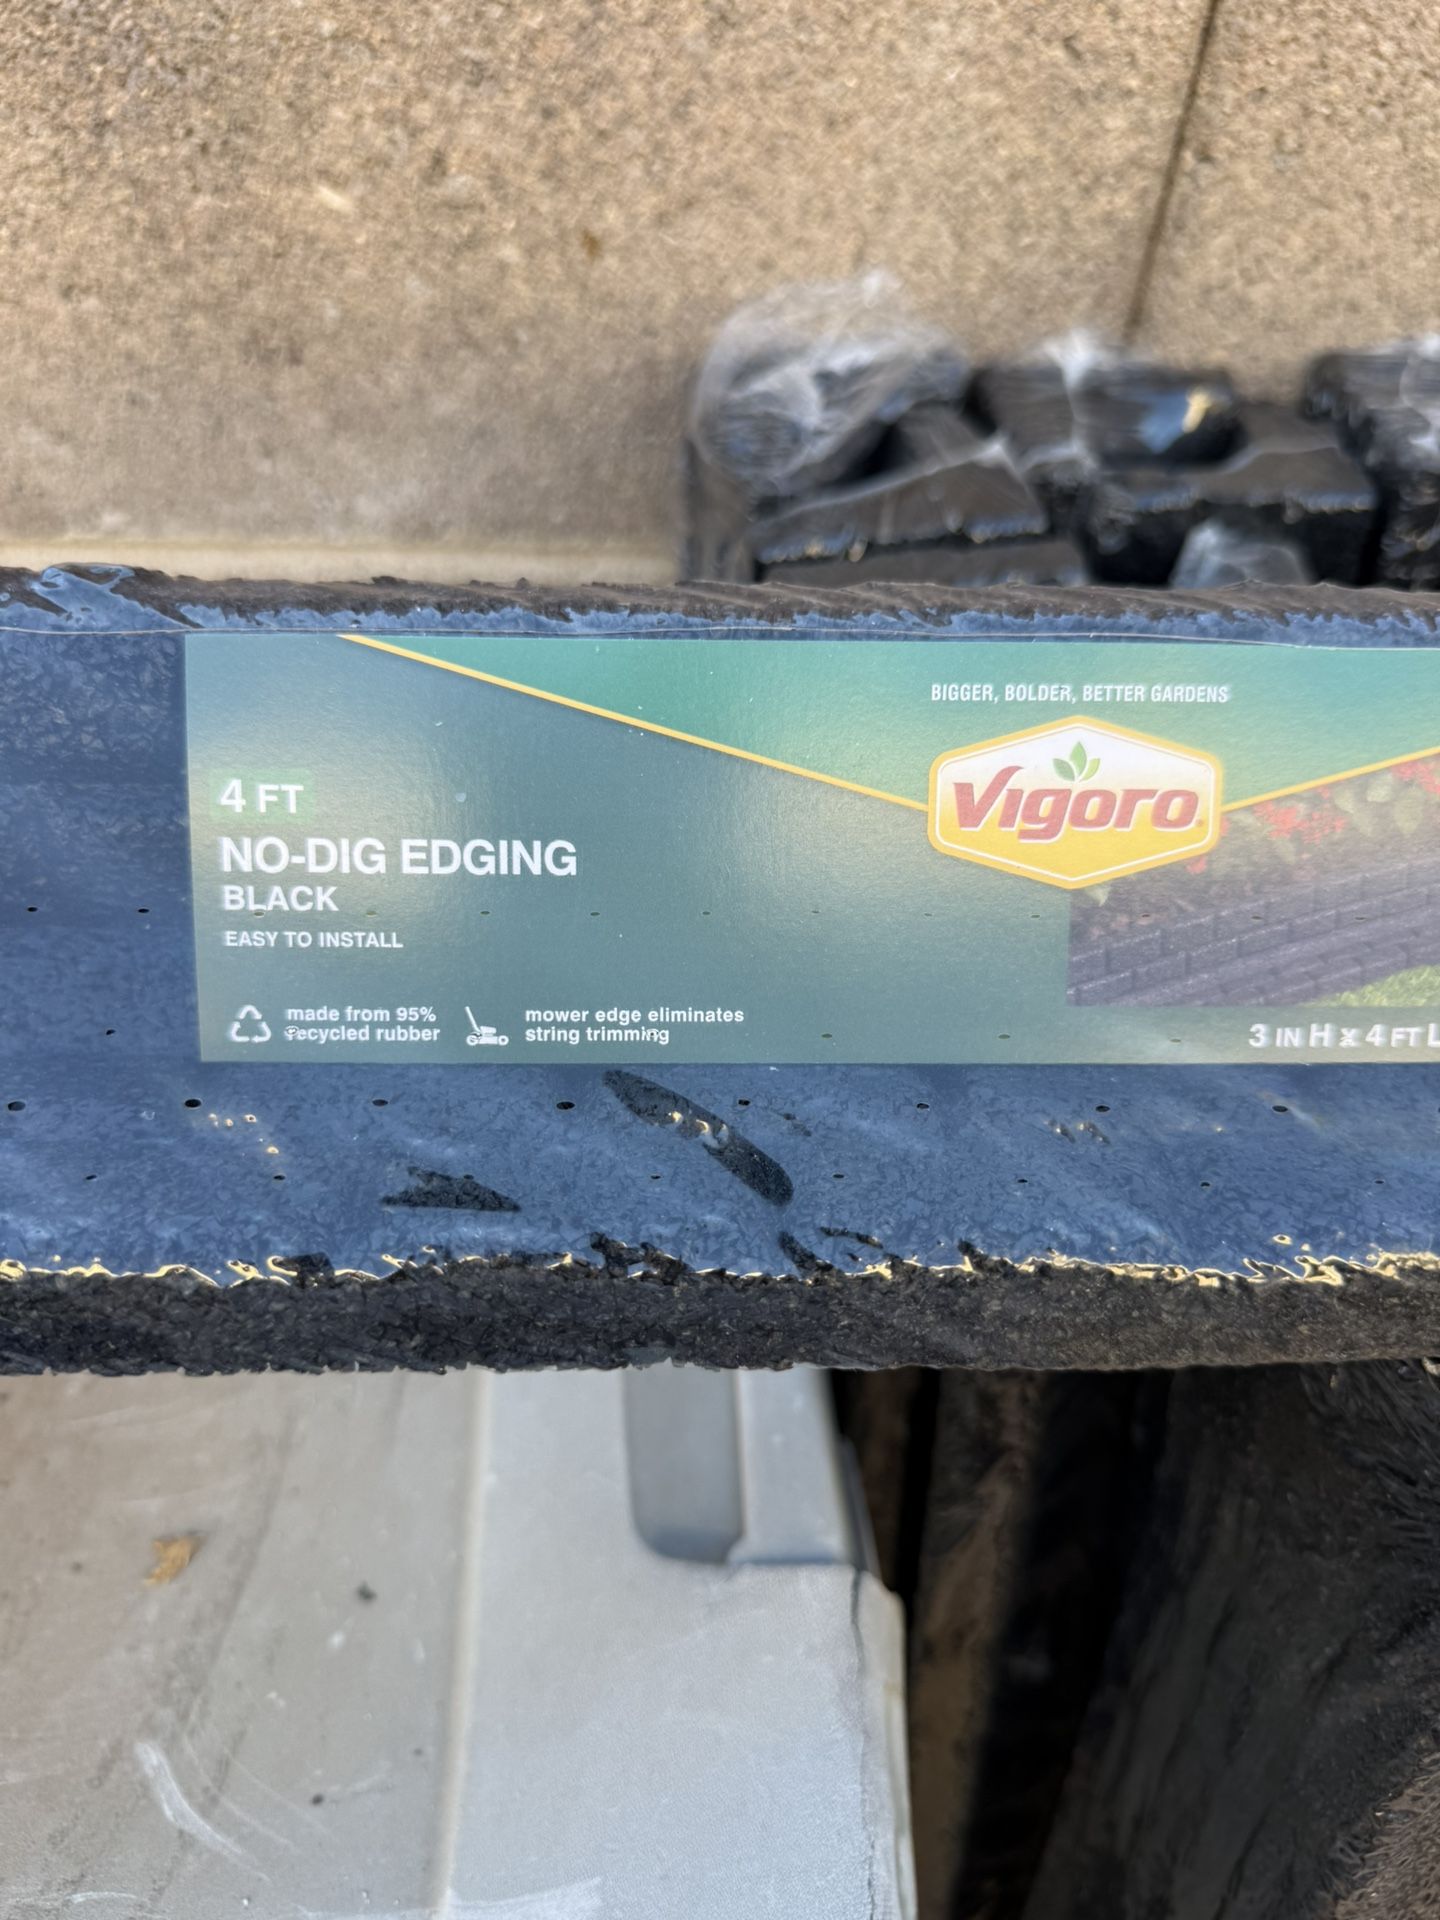 BIGGER, BOLDER, BETTER GARDENS
Vigoro
4 FT
NO-DIG EDGING
BLACK
EASY TO INSTALL
made from 95%
recycled rubber
mower edge eliminates
string trimming
3 IN H x 4 FT L